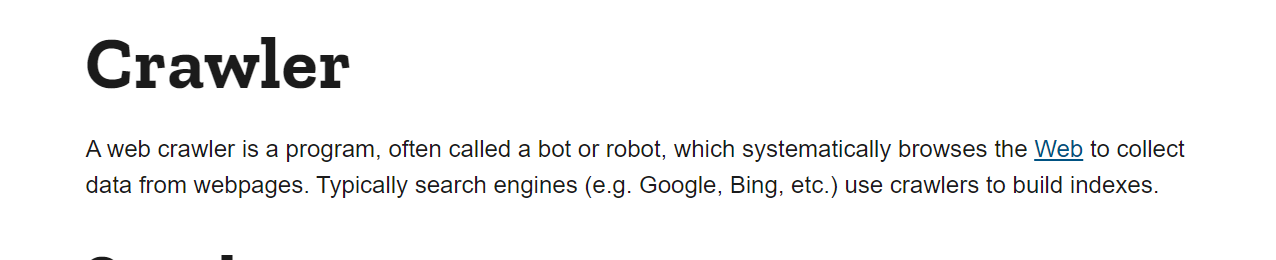 Crawler
A web crawler is a program, often called a bot or robot, which systematically browses the Web to collect
data from webpages. Typically search engines (e.g. Google, Bing, etc.) use crawlers to build indexes.